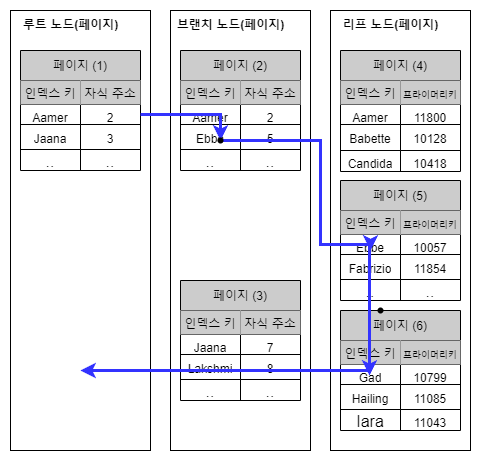 루트 노드(페이지)
페이지 (1)
인덱스 키 자식 주소
Aamer 2
Jaana 3
.. ..
브랜치 노드(페이지)
페이지 (2)
인덱스 키 자식 주소
Aamer 2
Ebbe 5
.. ..
페이지 (3)
인덱스 키 자식 주소
Jaana 7
Lakshmi 8
.. ..
리프 노드(페이지)
페이지 (4)
인덱스 키 프라이머리키
Aamer 11800
Babette 10128
Candida 10418
페이지 (5)
인덱스 키 프라이머리키
Ebbe 10057
Fabrizio 11854
.. ..
페이지 (6)
인덱스 키 프라이머리키
Gad 10799
Hailing 11085
Iara 11043